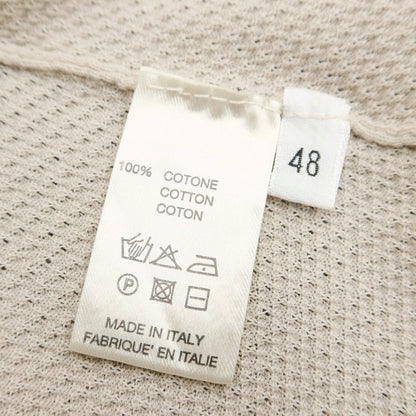 100% COTONE
COTTON
COTON
P
MADE IN ITALY
FABRIQUE' EN ITALIE
48